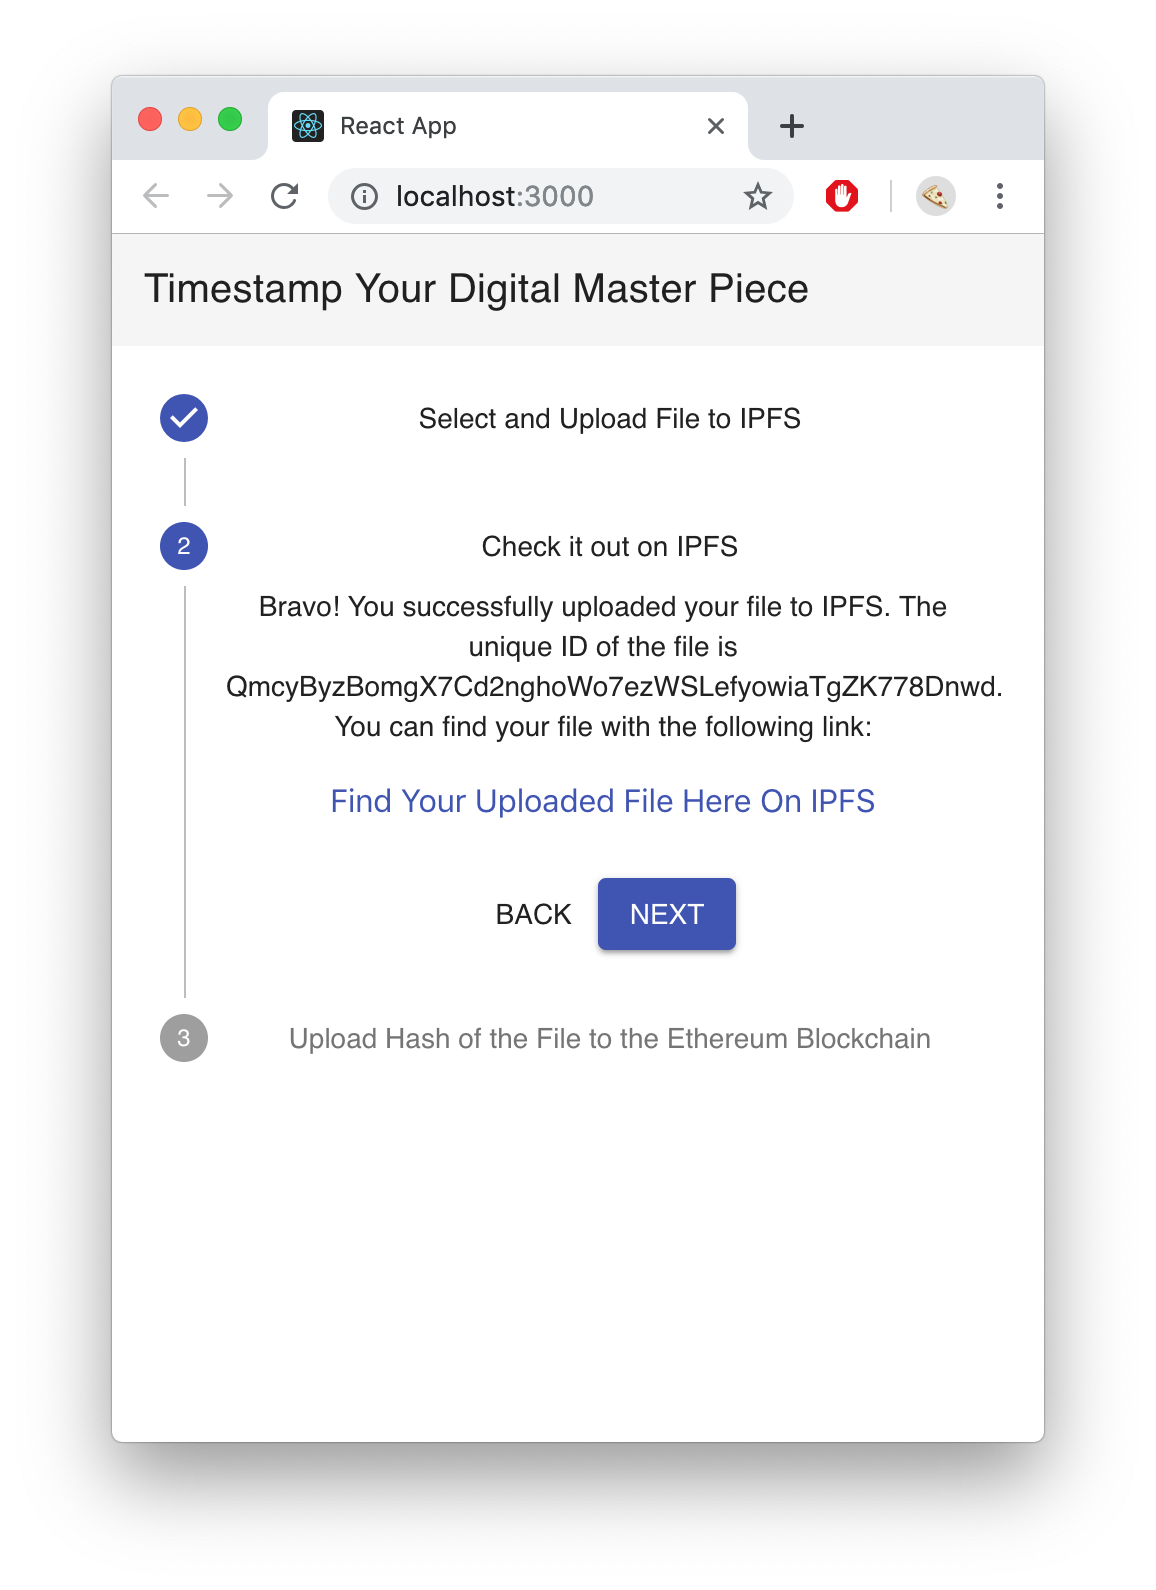 React App
localhost:3000
Timestamp Your Digital Master Piece
Select and Upload File to IPFS
2
Check it out on IPFS
Bravo! You successfully uploaded your file to IPFS. The
unique ID of the file is
QmcyByzBomgX7Cd2nghoWo7ezWSLefyowiaTgZK778Dnwd.
You can find your file with the following link:
Find Your Uploaded File Here On IPFS
BACK NEXT
3
Upload Hash of the File to the Ethereum Blockchain